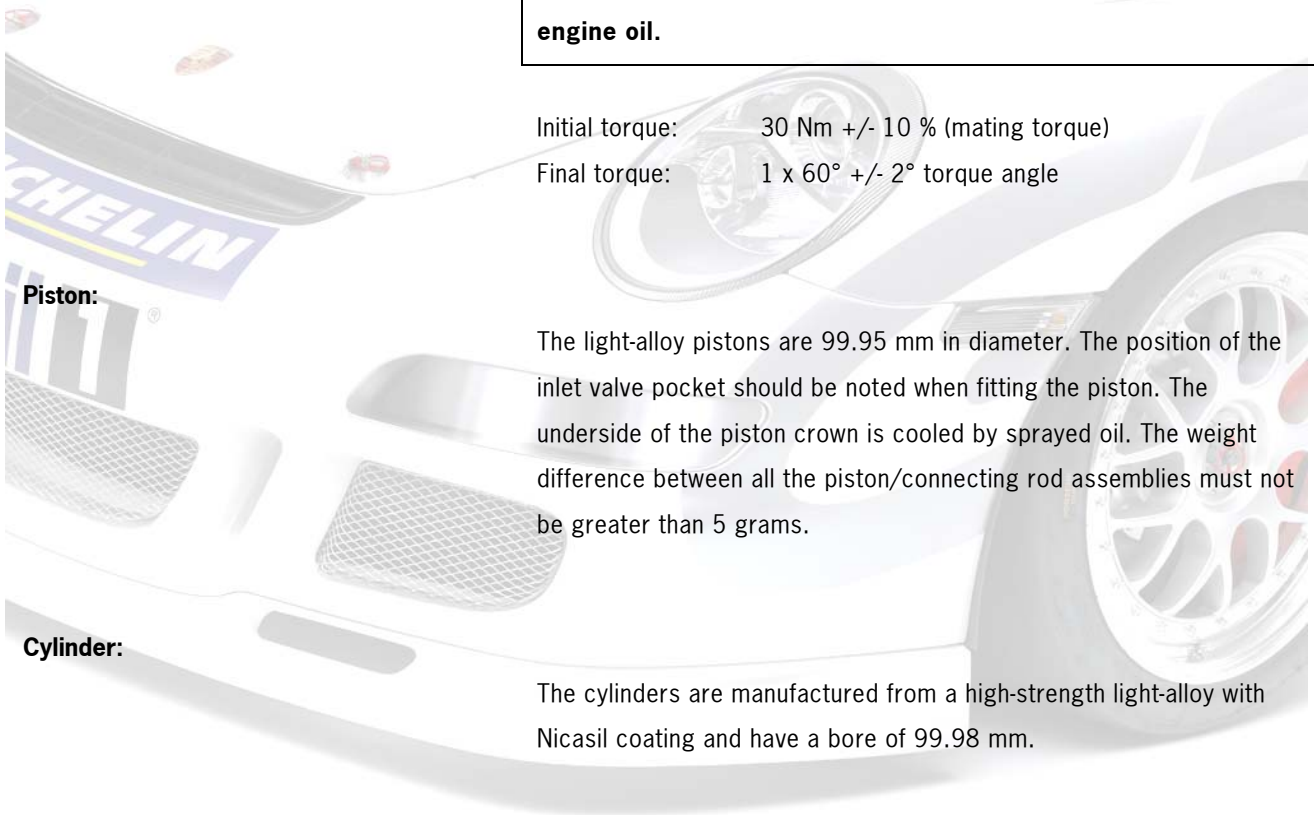 engine oil.
Initial torque: 30 Nm +/- 10 % (mating torque)
Final torque: 1 x 60° +/- 2° torque angle
CHELIN
1 ®
Piston:
The light-alloy pistons are 99.95 mm in diameter. The position of the
inlet valve pocket should be noted when fitting the piston. The
underside of the piston crown is cooled by sprayed oil. The weight
difference between all the piston/connecting rod assemblies must not
be greater than 5 grams.
Cylinder:
The cylinders are manufactured from a high-strength light-alloy with
Nicasil coating and have a bore of 99.98 mm.